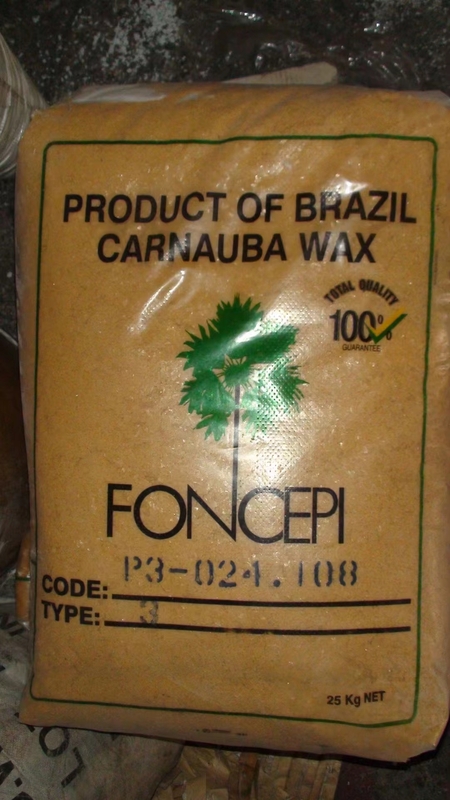 PRODUCT OF BRAZIL
CARNAUBA WAX
TOTAL QUALITY
100%
GUARANTEE
FONCEPI
CODE: P3-024.108
TYPE: 3
25 Kg NET